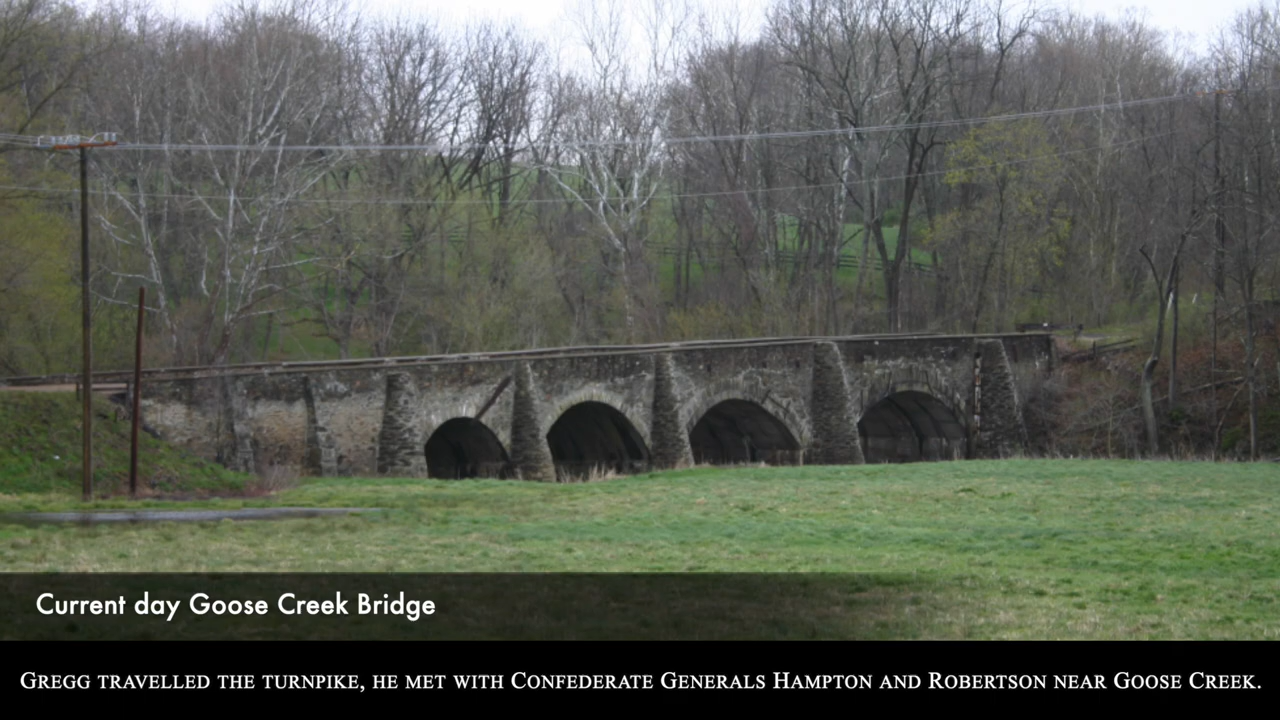 Current day Goose Creek Bridge
Gregg travelled the turnpike, he met with Confederate Generals Hampton and Robertson near Goose Creek.